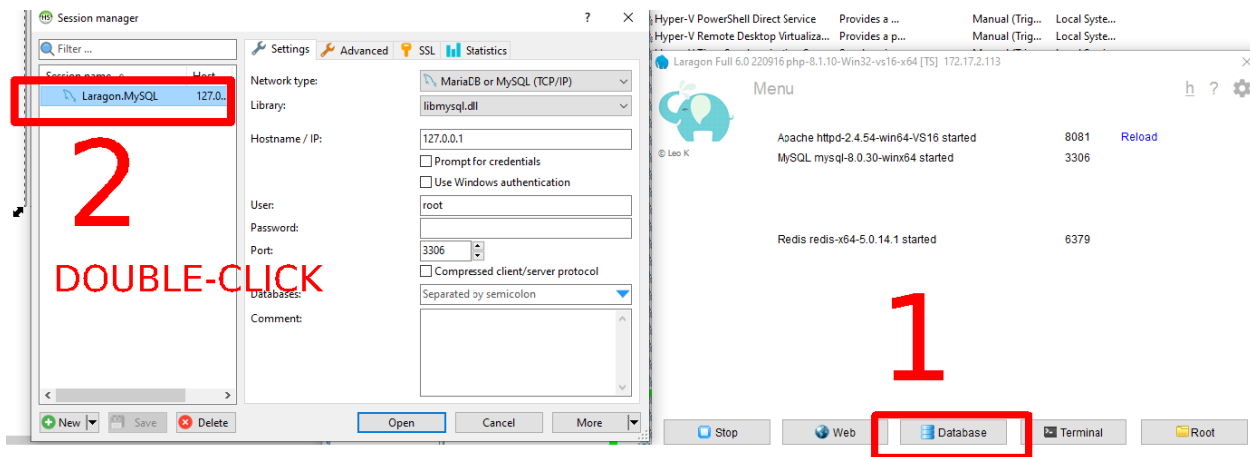 Session manager
? ×
Filter ...
Session name
Host
Laragon.MySQL
127.0..
2
DOUBLE-CLICK
New
Save
Delete
Settings
Advanced
SSL
Statistics
Network type:
MariaDB or MySQL (TCP/IP)
Library:
libmysql.dll
Hostname / IP:
127.0.0.1
Prompt for credentials
Use Windows authentication
User:
root
Password:
Port:
3306
Compressed client/server protocol
Databases:
Separated by semicolon
Comment:
Open
Cancel
More
Hyper-V PowerShell Direct Service Provides a ... Manual (Trig... Local Syste...
Hyper-V Remote Desktop Virtualiza... Provides a p... Manual (Trig... Local Syste...
Laragon Full 6.0 220916 php-8.1.10-Win32-vs16-x64 [TS] 172.17.2.113
Menu
h ?
© Leo K
Apache httpd-2.4.54-win64-VS16 started 8081 Reload
MySQL mysql-8.0.30-winx64 started 3306
Redis redis-x64-5.0.14.1 started 6379
1
Stop
Web
Database
Terminal
Root